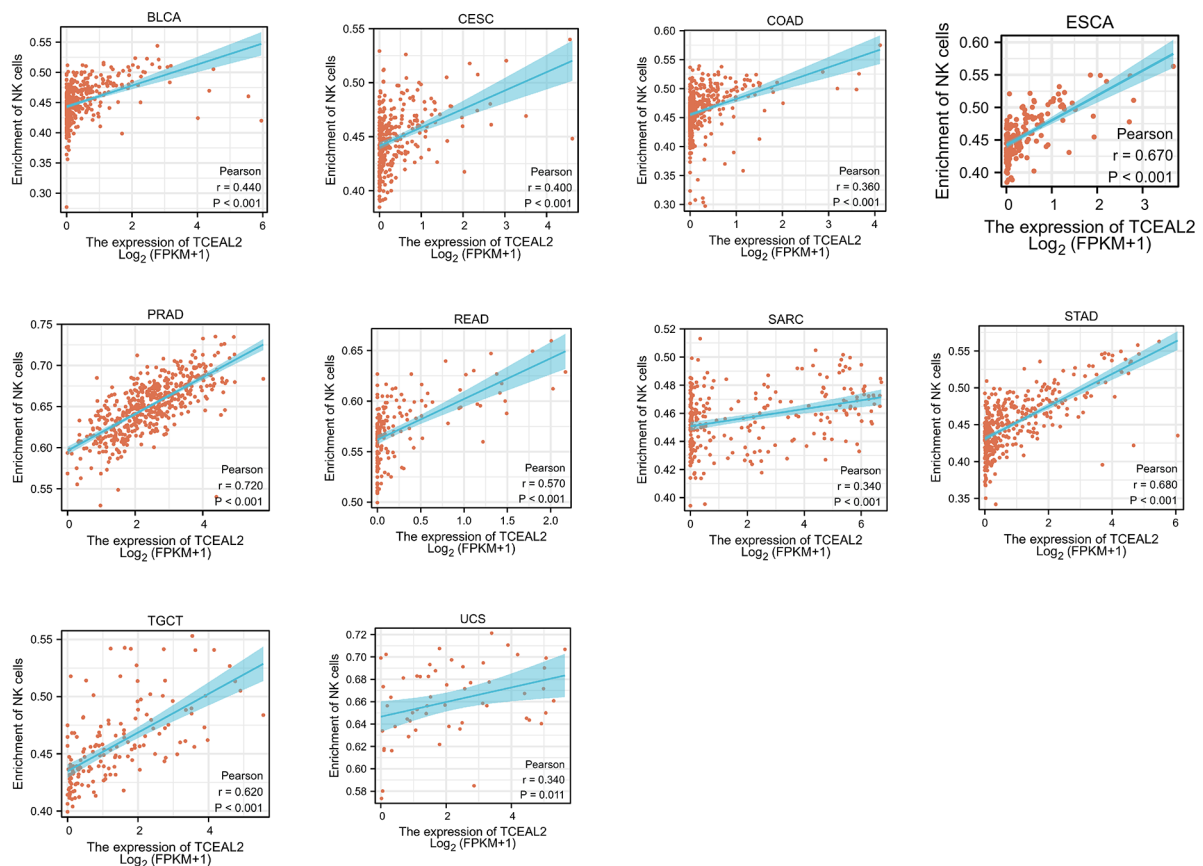 BLCA
Enrichment of NK cells
0.55
0.50
0.45
0.40
0.35
0.30
Pearson
r = 0.440
P < 0.001
0 2 4 6
The expression of TCEAL2
Log₂ (FPKM+1)
CESC
Enrichment of NK cells
0.55
0.50
0.45
0.40
Pearson
r = 0.400
P < 0.001
0 1 2 3 4
The expression of TCEAL2
Log₂ (FPKM+1)
COAD
Enrichment of NK cells
0.60
0.55
0.50
0.45
0.40
0.35
0.30
Pearson
r = 0.360
P < 0.001
0 1 2 3 4
The expression of TCEAL2
Log₂ (FPKM+1)
ESCA
Enrichment of NK cells
0.60
0.55
0.50
0.45
0.40
Pearson
r = 0.670
P < 0.001
0 1 2 3
The expression of TCEAL2
Log₂ (FPKM+1)
PRAD
Enrichment of NK cells
0.75
0.70
0.65
0.60
0.55
Pearson
r = 0.720
P < 0.001
0 2 4
The expression of TCEAL2
Log₂ (FPKM+1)
READ
Enrichment of NK cells
0.65
0.60
0.55
0.50
Pearson
r = 0.570
P < 0.001
0.0 0.5 1.0 1.5 2.0
The expression of TCEAL2
Log₂ (FPKM+1)
SARC
Enrichment of NK cells
0.52
0.50
0.48
0.46
0.44
0.42
0.40
Pearson
r = 0.340
P < 0.001
0 2 4 6
The expression of TCEAL2
Log₂ (FPKM+1)
STAD
Enrichment of NK cells
0.55
0.50
0.45
0.40
0.35
Pearson
r = 0.680
P < 0.001
0 2 4 6
The expression of TCEAL2
Log₂ (FPKM+1)
TGCT
Enrichment of NK cells
0.55
0.50
0.45
0.40
Pearson
r = 0.620
P < 0.001
0 2 4
The expression of TCEAL2
Log₂ (FPKM+1)
UCS
Enrichment of NK cells
0.72
0.70
0.68
0.66
0.64
0.62
0.60
0.58
Pearson
r = 0.340
P = 0.011
0 2 4
The expression of TCEAL2
Log₂ (FPKM+1)